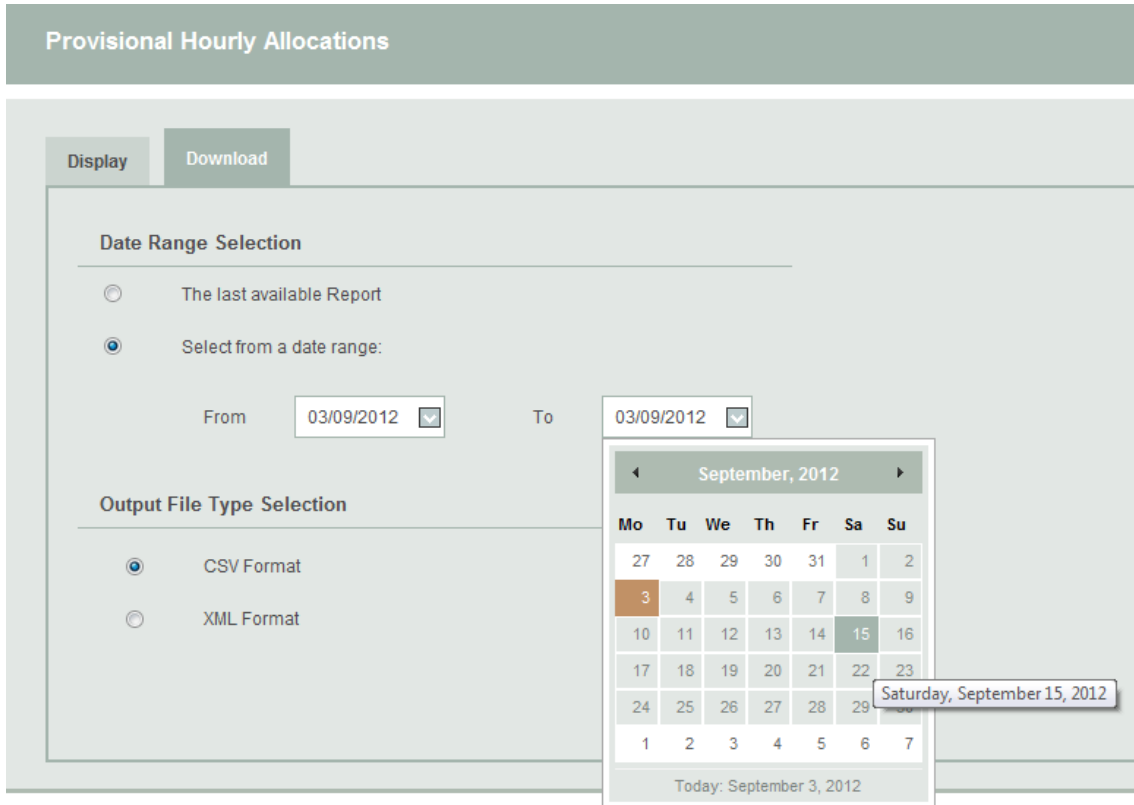 Provisional Hourly Allocations
Display Download
Date Range Selection
The last available Report
Select from a date range:
From 03/09/2012 To 03/09/2012
September, 2012
Mo Tu We Th Fr Sa Su
27 28 29 30 31 1 2
3 4 5 6 7 8 9
10 11 12 13 14 15 16
17 18 19 20 21 22 23
24 25 26 27 28 29
1 2 3 4 5 6 7
Today: September 3, 2012
Saturday, September 15, 2012
Output File Type Selection
CSV Format
XML Format